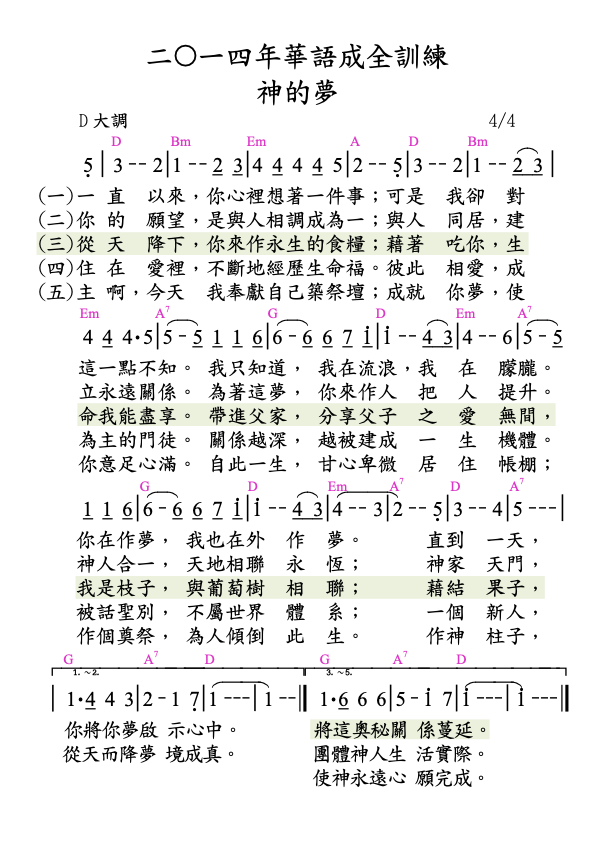 二〇一四年華語成全訓練
神的夢
D 大調 4/4
D Bm Em A D Bm
5 | 3 - - 2 | 1 - - 2 3 | 4 4 4 4 5 | 2 - - 5 | 3 - - 2 | 1 - - 2 3 |
(一)一 直 以來，你心裡想著一件事；可是 我卻 對
(二)你 的 願望，是與人相調成為一；與人 同居，建
(三)從 天 降下，你來作永生的食糧；藉著 吃你，生
(四)住 在 愛裡，不斷地經歷生命福。彼此 相愛，成
(五)主 啊，今天 我奉獻自己築祭壇；成就 你夢，使
Em A7 G D Em A7
4 4 4•5 | 5 - 5 1 1 6 | 6 - 6 6 7 i | i - - 4 3 | 4 - - 6 | 5 - 5
這一點不知。 我只知道， 我在流浪，我 在 朦朧。
立永遠關係。 為著這夢， 你來作人 把 人 提升。
命我能盡享。 帶進父家， 分享父子 之 愛 無間，
為主的門徒。 關係越深， 越被建成 一 生 機體。
你意足心滿。 自此一生， 甘心卑微 居 住 帳棚；
G D Em A7 D A7
1 1 6 | 6 - 6 6 7 i | i - - 4 3 | 4 - - 3 | 2 - - 5 | 3 - - 4 | 5 - - - |
你在作夢， 我也在外 作 夢。 直到 一天，
神人合一， 天地相聯 永 恆； 神家 天門，
我是枝子， 與葡萄樹 相 聯； 藉結 果子，
被話聖別， 不屬世界 體 系； 一個 新人，
作個奠祭， 為人傾倒 此 生。 作神 柱子，
G A7 D G A7 D
1.~2. 3.~5.
| 1•4 4 3 | 2 - 1 7 | 1 - - - | 1 - - - | 1•6 6 6 | 5 - i 7 | i - - - | i - - - ‖
你將你夢啟 示心中。 將這奧秘關 係蔓延。
從天而降夢 境成真。 團體神人生 活實際。
使神永遠心 願完成。